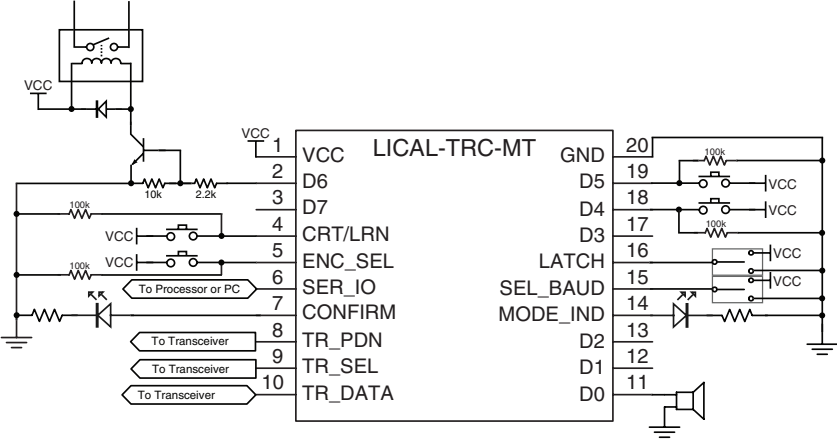 VCC
10k
2.2k
100k
VCC
VCC
100k
To Processor or PC
To Transceiver
To Transceiver
To Transceiver
VCC
LICAL-TRC-MT
1 VCC
2 D6
3 D7
4 CRT/LRN
5 ENC_SEL
6 SER_IO
7 CONFIRM
8 TR_PDN
9 TR_SEL
10 TR_DATA
GND 20
D5 19
D4 18
D3 17
LATCH 16
SEL_BAUD 15
MODE_IND 14
D2 13
D1 12
D0 11
100k
VCC
VCC
100k
VCC
VCC